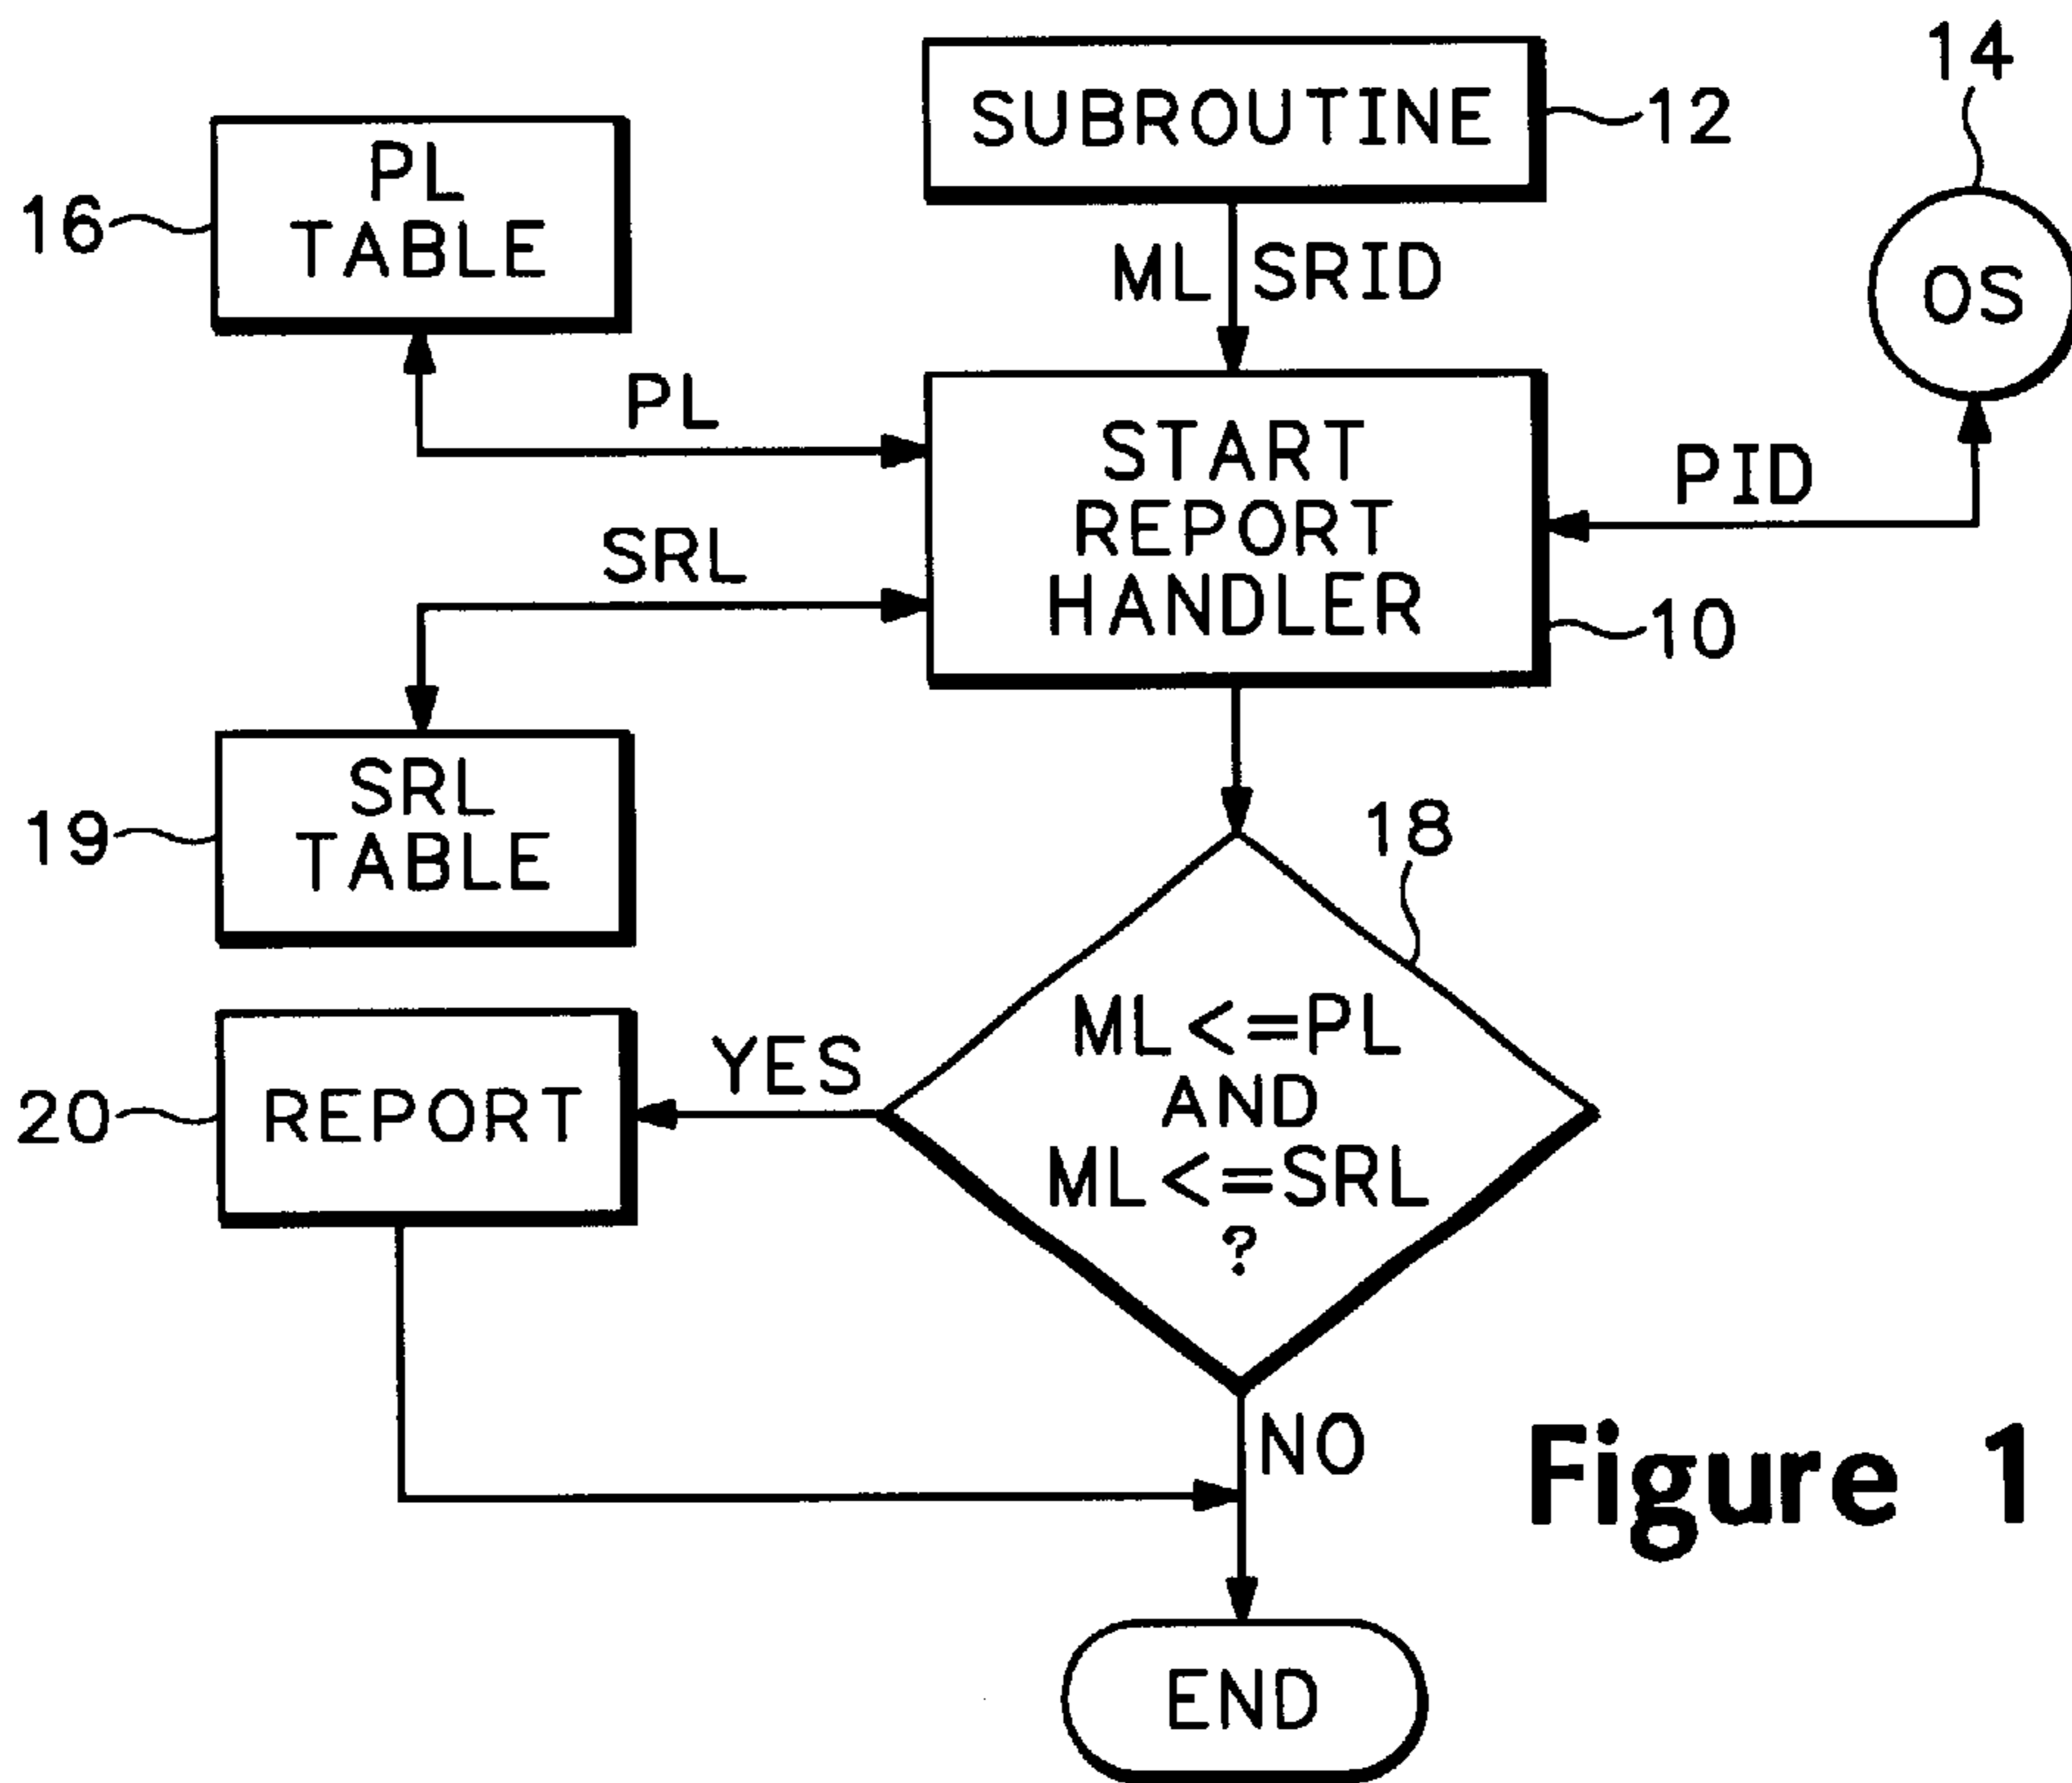 14
SUBROUTINE
12
PL
TABLE
16
ML SRID
OS
PL
START
REPORT
HANDLER
PID
SRL
10
SRL
TABLE
19
18
ML<=PL
AND
ML<=SRL
?
YES
REPORT
20
NO
Figure 1
END